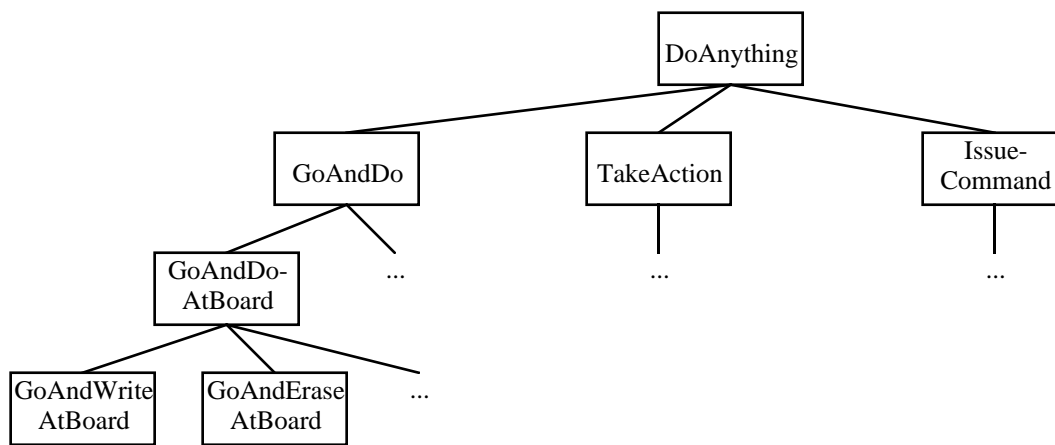 DoAnything
GoAndDo
TakeAction
Issue-
Command
GoAndDo-
AtBoard
...
...
...
GoAndWrite
AtBoard
GoAndErase
AtBoard
...